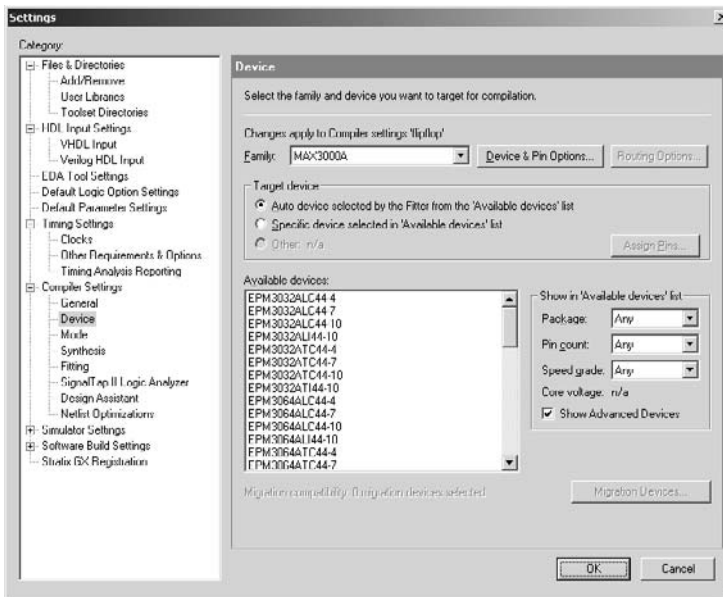 Settings
Category:
Files & Directories
Add/Remove
User Libraries
Toolset Directories
HDL Input Settings
VHDL Input
Verilog HDL Input
EDA Tool Settings
Default Logic Option Settings
Default Parameter Settings
Timing Settings
Clocks
Other Requirements & Options
Timing Analysis Reporting
Compiler Settings
General
Device
Mode
Synthesis
Fitting
SignalTap II Logic Analyzer
Design Assistant
Netlist Optimizations
Simulator Settings
Software Build Settings
Stratix GX Registration
Device
Select the family and device you want to target for compilation.
Changes apply to Compiler settings 'flipflop'
Family: MAX3000A Device & Pin Options... Routing Options...
Target device
Auto device selected by the Fitter from the 'Available devices' list
Specific device selected in 'Available devices' list
Other: n/a Assign Pins...
Available devices:
EPM3032ALC44-4
EPM3032ALC44-7
EPM3032ALC44-10
EPM3032ALI44-10
EPM3032ATC44-4
EPM3032ATC44-7
EPM3032ATC44-10
EPM3032ATI44-10
EPM3064ALC44-4
EPM3064ALC44-7
EPM3064ALC44-10
EPM3064ALI44-10
EPM3064ATC44-4
EPM3064ATC44-7
Show in 'Available devices' list
Package: Any
Pin count: Any
Speed grade: Any
Core voltage: n/a
Show Advanced Devices
Migration compatibility: 0 migration devices selected Migration Devices...
OK Cancel